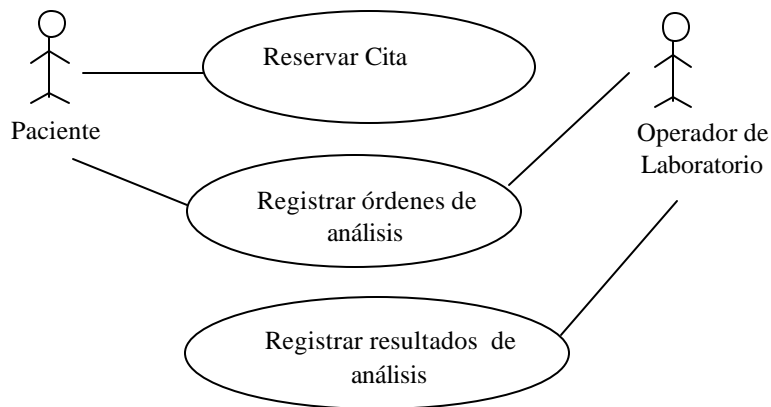 Reservar Cita
Paciente
Operador de
Laboratorio
Registrar órdenes de
análisis
Registrar resultados de
análisis